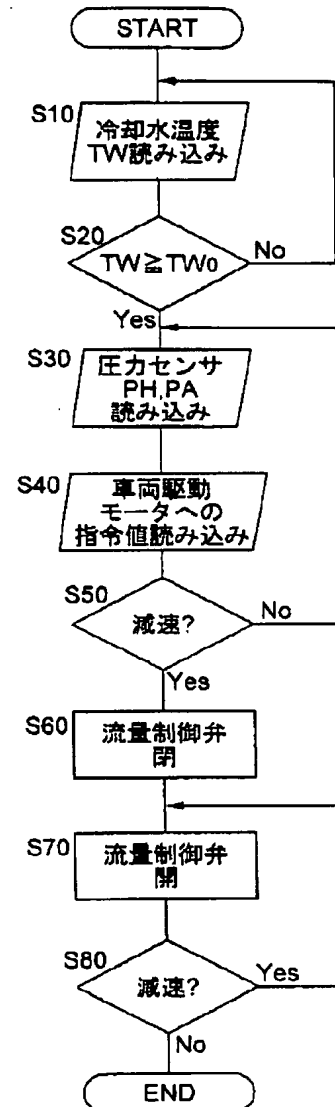 START
S10
冷却水温度
TW読み込み
S20
TW≧TW0
No
Yes
S30
圧力センサ
PH,PA
読み込み
S40
車両駆動
モータへの
指令値読み込み
S50
減速?
No
Yes
S60
流量制御弁
閉
S70
流量制御弁
開
S80
減速?
Yes
No
END